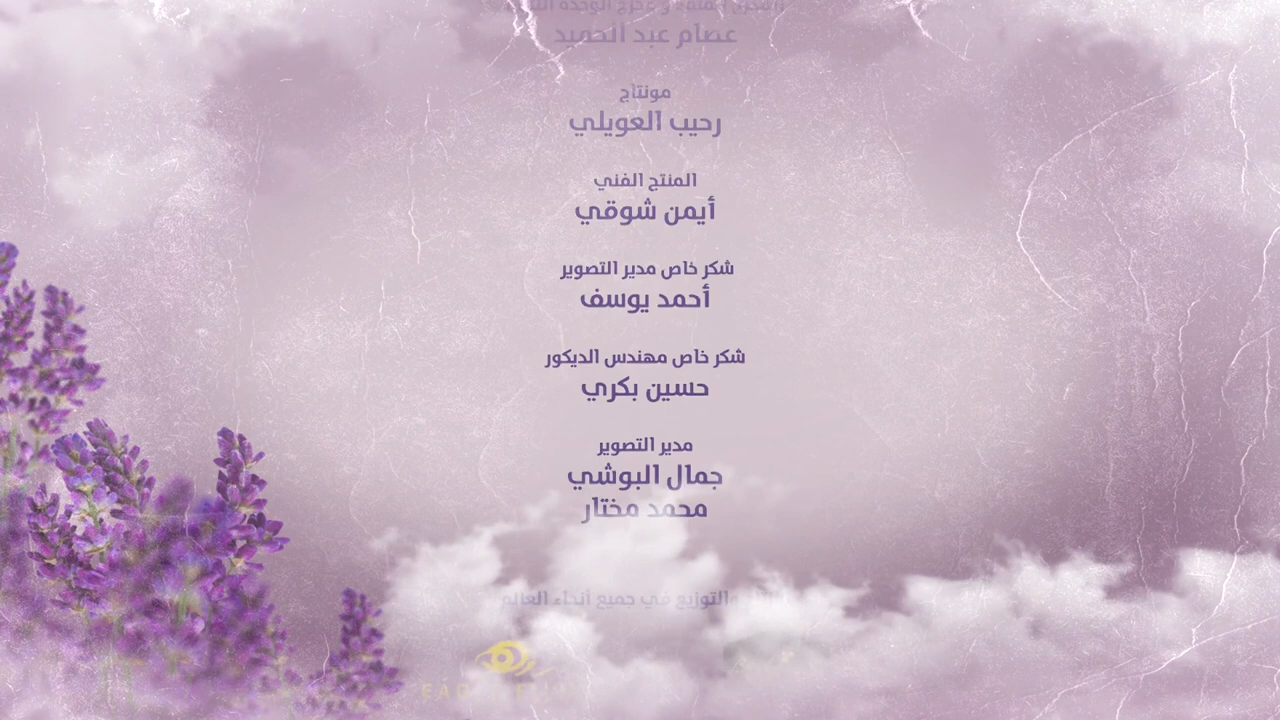 عصام عبد الحميد
مونتاج
رحيب العويلي
المنتج الفني
أيمن شوقي
شكر خاص مدير التصوير
أحمد يوسف
شكر خاص مهندس الديكور
حسين بكري
مدير التصوير
جمال البوشي
محمد مختار
والتوزيع في جميع أنحاء العالم